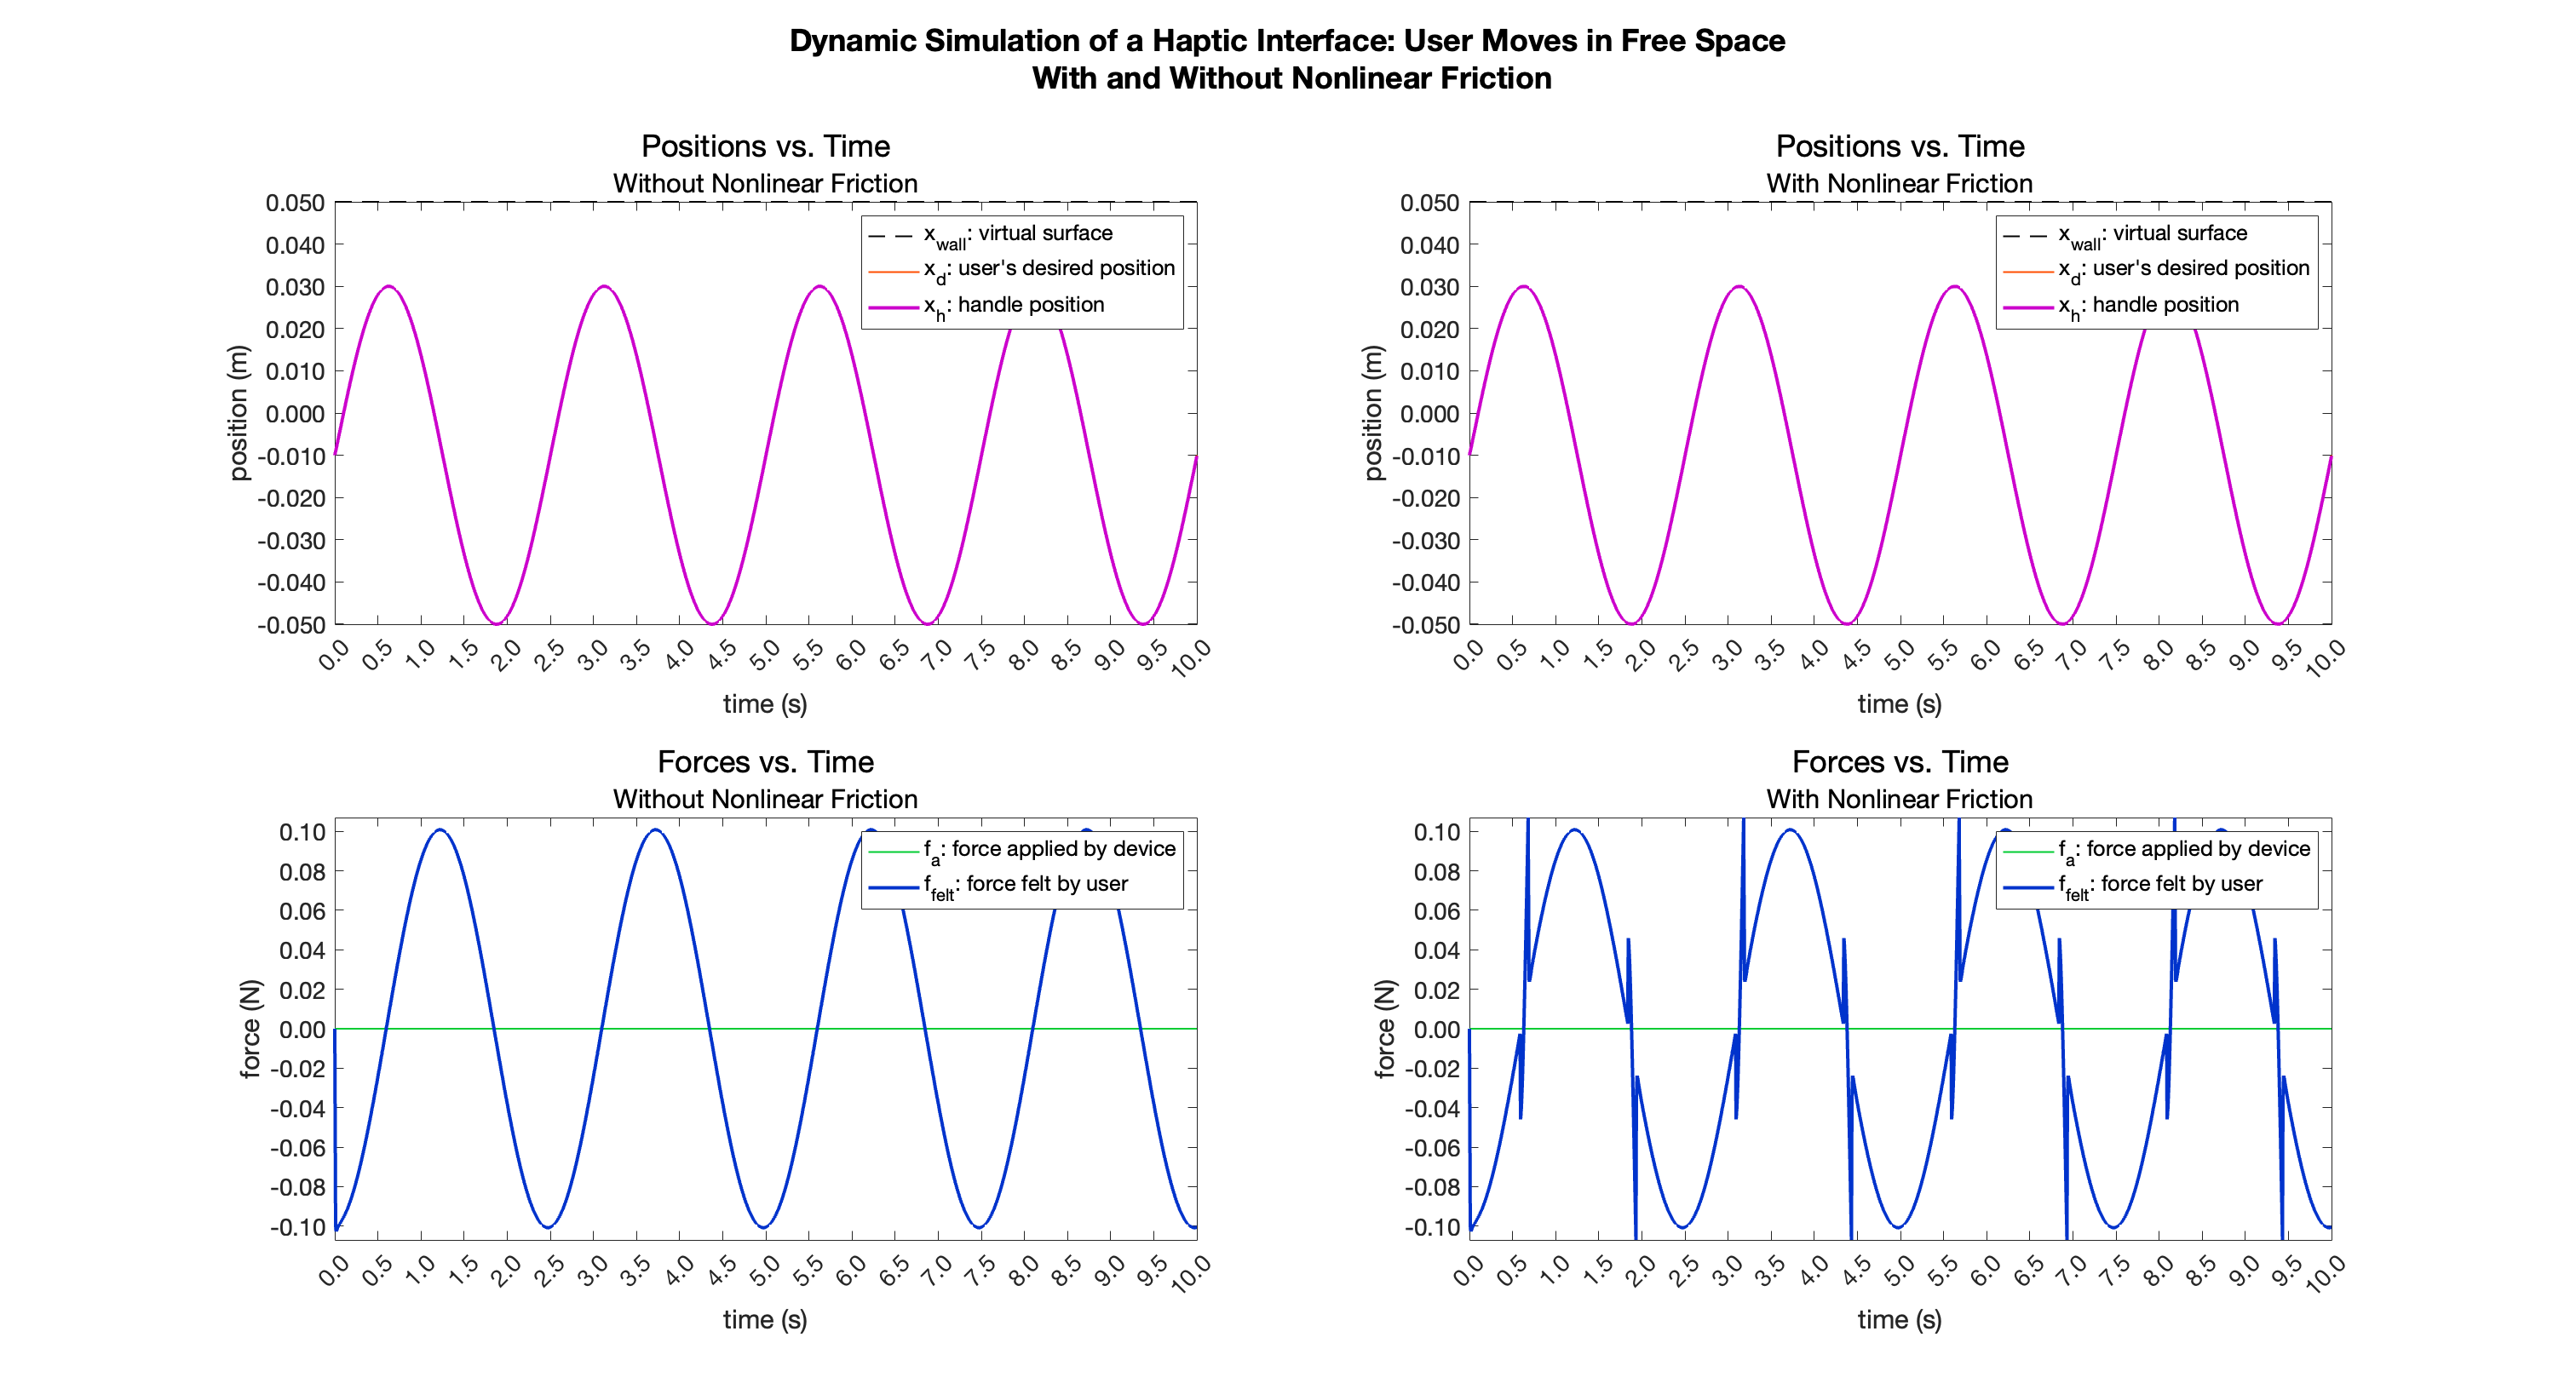 Dynamic Simulation of a Haptic Interface: User Moves in Free Space
With and Without Nonlinear Friction
Positions vs. Time
Without Nonlinear Friction
0.050
0.040
0.030
0.020
0.010
0.000
-0.010
-0.020
-0.030
-0.040
-0.050
position (m)
x_wall: virtual surface
x_d: user's desired position
x_h: handle position
0.0 0.5 1.0 1.5 2.0 2.5 3.0 3.5 4.0 4.5 5.0 5.5 6.0 6.5 7.0 7.5 8.0 8.5 9.0 9.5 10.0
time (s)
Positions vs. Time
With Nonlinear Friction
0.050
0.040
0.030
0.020
0.010
0.000
-0.010
-0.020
-0.030
-0.040
-0.050
position (m)
x_wall: virtual surface
x_d: user's desired position
x_h: handle position
0.0 0.5 1.0 1.5 2.0 2.5 3.0 3.5 4.0 4.5 5.0 5.5 6.0 6.5 7.0 7.5 8.0 8.5 9.0 9.5 10.0
time (s)
Forces vs. Time
Without Nonlinear Friction
0.10
0.08
0.06
0.04
0.02
0.00
-0.02
-0.04
-0.06
-0.08
-0.10
force (N)
f_a: force applied by device
f_felt: force felt by user
0.0 0.5 1.0 1.5 2.0 2.5 3.0 3.5 4.0 4.5 5.0 5.5 6.0 6.5 7.0 7.5 8.0 8.5 9.0 9.5 10.0
time (s)
Forces vs. Time
With Nonlinear Friction
0.10
0.08
0.06
0.04
0.02
0.00
-0.02
-0.04
-0.06
-0.08
-0.10
force (N)
f_a: force applied by device
f_felt: force felt by user
0.0 0.5 1.0 1.5 2.0 2.5 3.0 3.5 4.0 4.5 5.0 5.5 6.0 6.5 7.0 7.5 8.0 8.5 9.0 9.5 10.0
time (s)